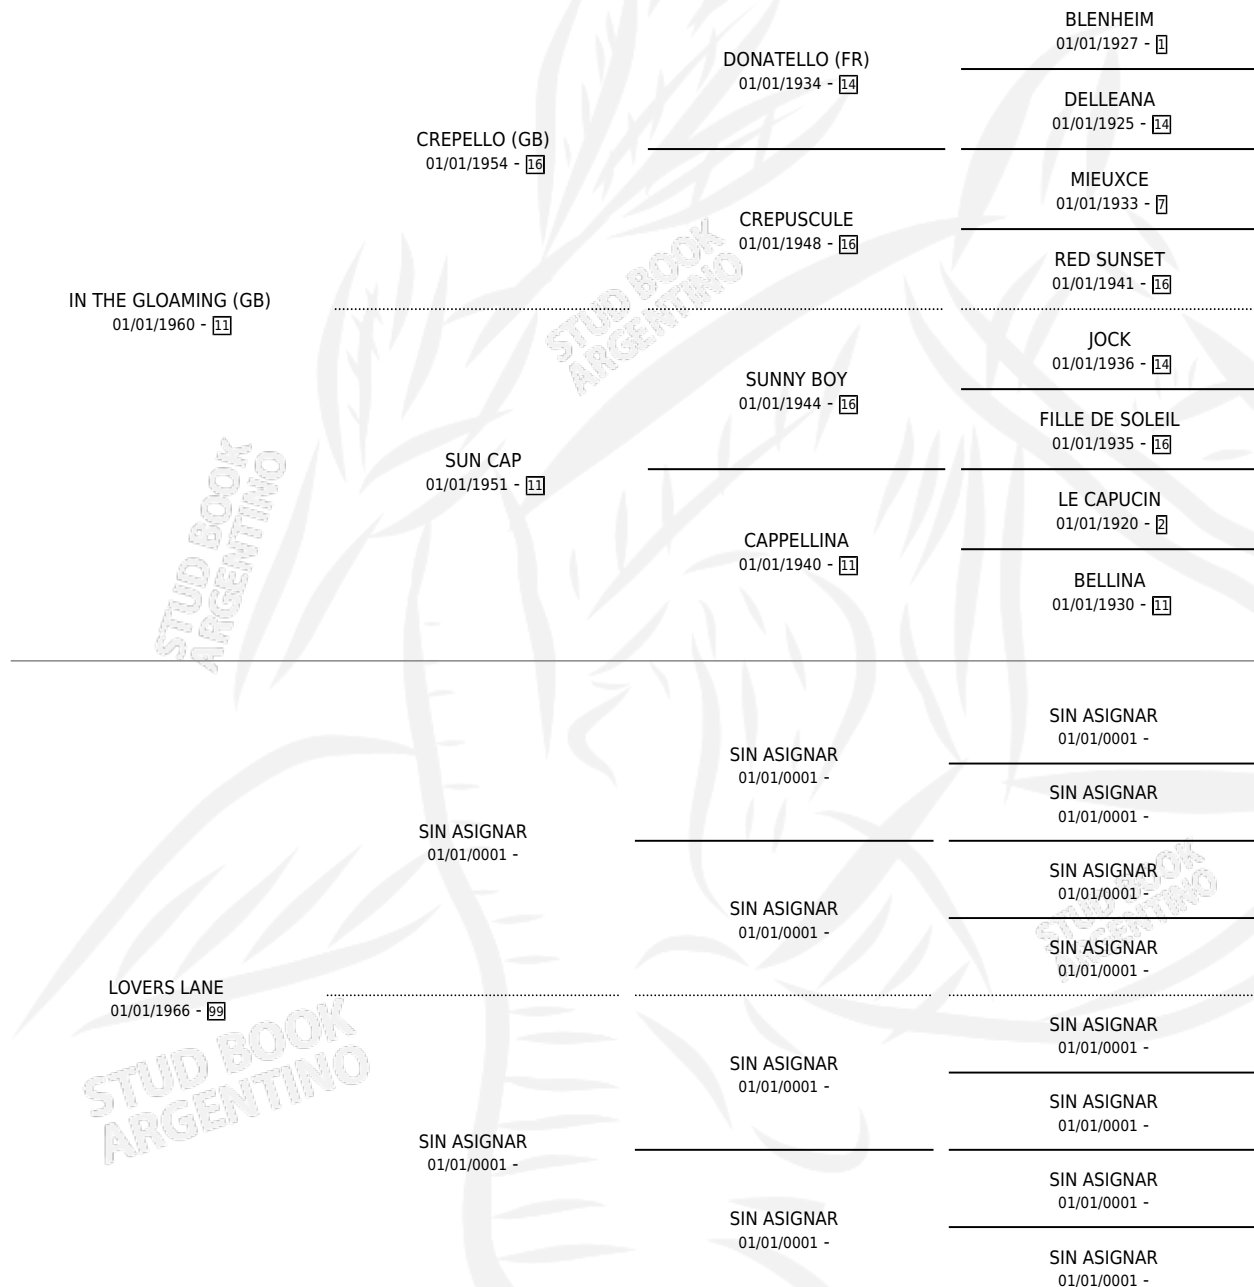 BLENHEIM
01/01/1927 - 1
DONATELLO (FR)
01/01/1934 - 14
DELLEANA
01/01/1925 - 14
CREPELLO (GB)
01/01/1954 - 16
MIEUXCE
01/01/1933 - 7
CREPUSCULE
01/01/1948 - 16
RED SUNSET
01/01/1941 - 16
IN THE GLOAMING (GB)
01/01/1960 - 11
JOCK
01/01/1936 - 14
SUNNY BOY
01/01/1944 - 16
FILLE DE SOLEIL
01/01/1935 - 16
SUN CAP
01/01/1951 - 11
LE CAPUCIN
01/01/1920 - 2
CAPPELLINA
01/01/1940 - 11
BELLINA
01/01/1930 - 11
STUD BOOK
ARGENTINO
STUD BOOK
ARGENTINO
SIN ASIGNAR
01/01/0001 -
SIN ASIGNAR
01/01/0001 -
SIN ASIGNAR
01/01/0001 -
SIN ASIGNAR
01/01/0001 -
SIN ASIGNAR
01/01/0001 -
SIN ASIGNAR
01/01/0001 -
SIN ASIGNAR
01/01/0001 -
LOVERS LANE
01/01/1966 - 99
SIN ASIGNAR
01/01/0001 -
SIN ASIGNAR
01/01/0001 -
SIN ASIGNAR
01/01/0001 -
SIN ASIGNAR
01/01/0001 -
SIN ASIGNAR
01/01/0001 -
SIN ASIGNAR
01/01/0001 -
SIN ASIGNAR
01/01/0001 -
STUD BOOK
ARGENTINO
STUD BOOK
ARGENTINO